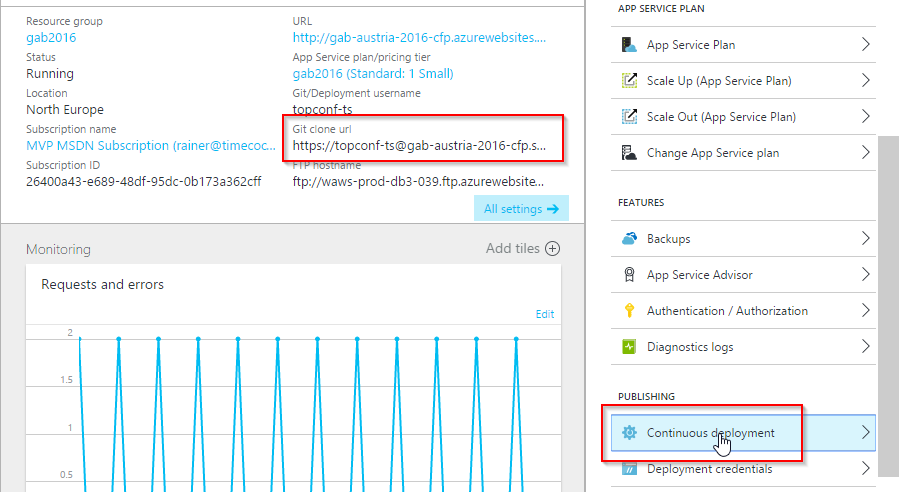 Resource group
gab2016
Status
Running
Location
North Europe
Subscription name
MVP MSDN Subscription (rainer@timecoc...
Subscription ID
26400a43-e689-48df-95dc-0b173a362cff
URL
http://gab-austria-2016-cfp.azurewebsites....
App Service plan/pricing tier
gab2016 (Standard: 1 Small)
Git/Deployment username
topconf-ts
Git clone url
https://topconf-ts@gab-austria-2016-cfp.s...
FTP hostname
ftp://waws-prod-db3-039.ftp.azurewebsite...
All settings
Monitoring
Add tiles
Requests and errors
Edit
2
1.5
1
0.5
APP SERVICE PLAN
App Service Plan
Scale Up (App Service Plan)
Scale Out (App Service Plan)
Change App Service plan
FEATURES
Backups
App Service Advisor
Authentication / Authorization
Diagnostics logs
PUBLISHING
Continuous deployment
Deployment credentials